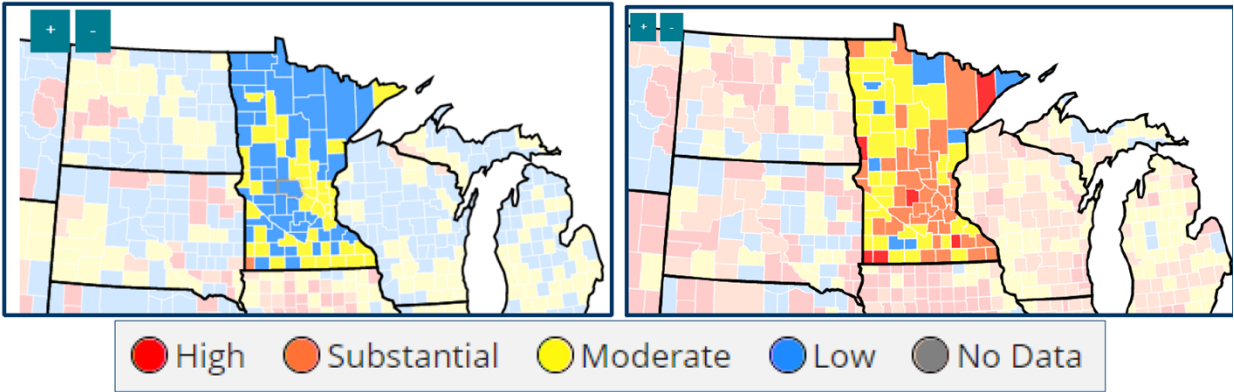 + -
+ -
High Substantial Moderate Low No Data